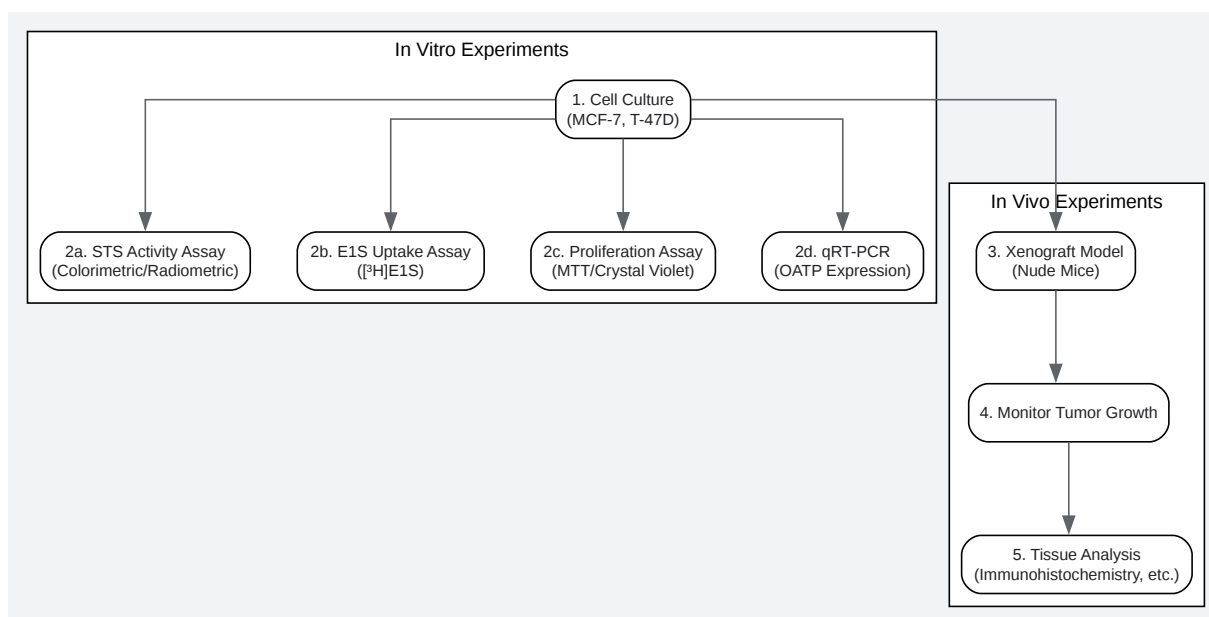 In Vitro Experiments
1. Cell Culture
(MCF-7, T-47D)
2a. STS Activity Assay
(Colorimetric/Radiometric)
2b. E1S Uptake Assay
([³H]E1S)
2c. Proliferation Assay
(MTT/Crystal Violet)
2d. qRT-PCR
(OATP Expression)
In Vivo Experiments
3. Xenograft Model
(Nude Mice)
4. Monitor Tumor Growth
5. Tissue Analysis
(Immunohistochemistry, etc.)